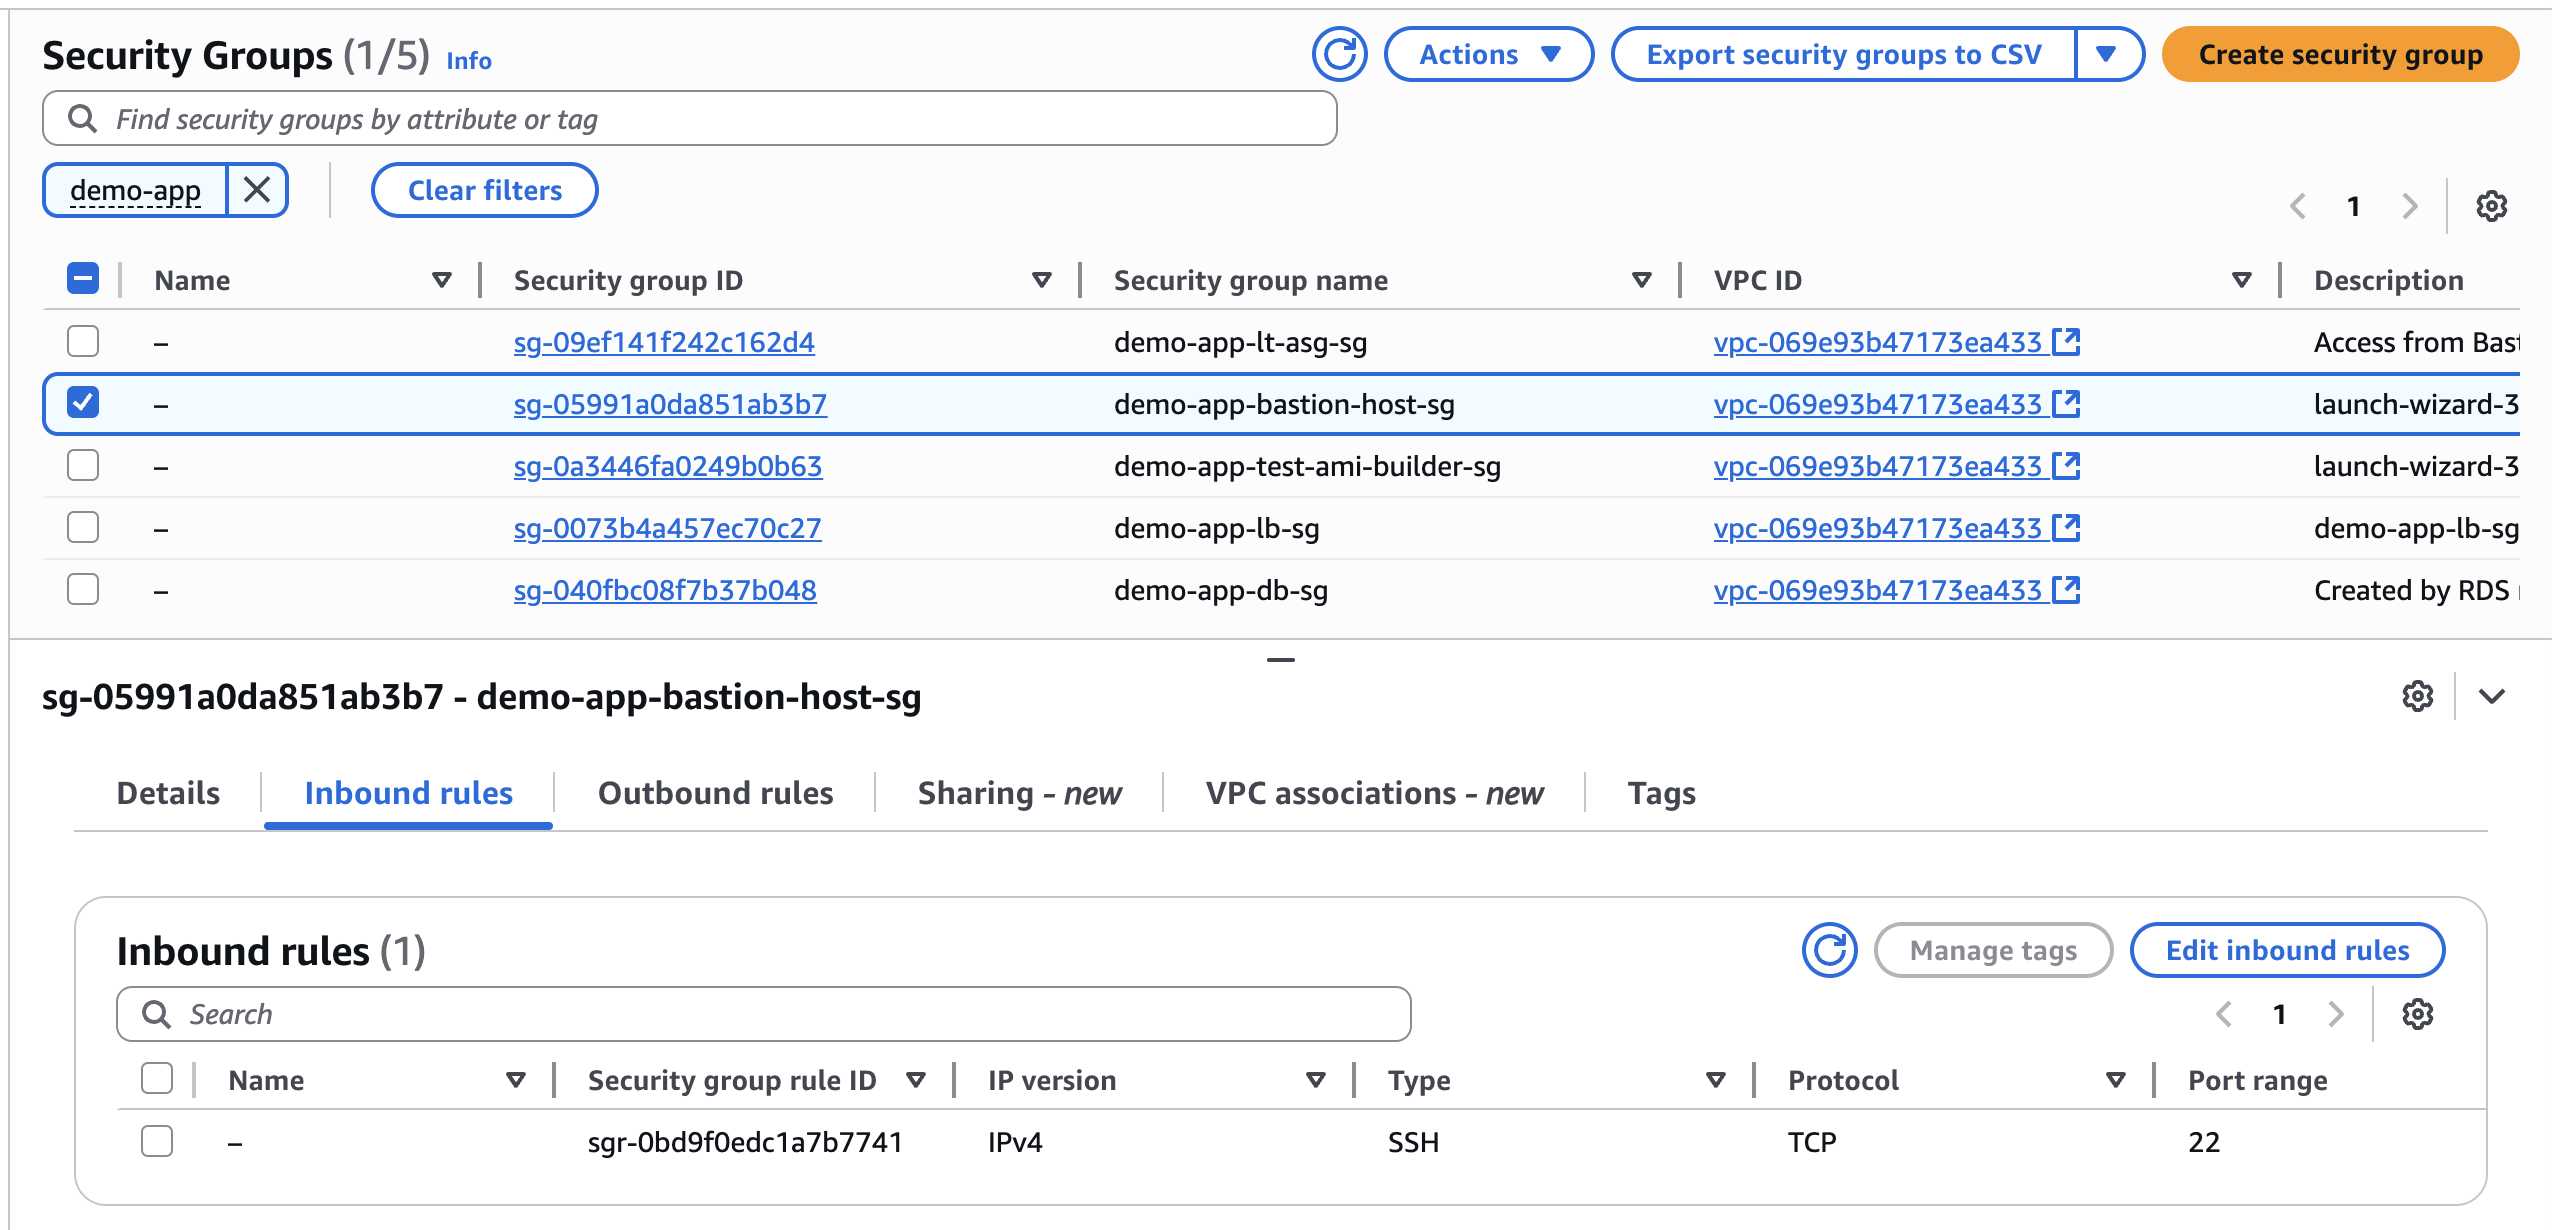 Security Groups (1/5) Info
Actions
Export security groups to CSV
Create security group
Find security groups by attribute or tag
demo-app
Clear filters
1
Name Security group ID Security group name VPC ID Description
– sg-09ef141f242c162d4 demo-app-lt-asg-sg vpc-069e93b47173ea433 Access from Bast
– sg-05991a0da851ab3b7 demo-app-bastion-host-sg vpc-069e93b47173ea433 launch-wizard-3
– sg-0a3446fa0249b0b63 demo-app-test-ami-builder-sg vpc-069e93b47173ea433 launch-wizard-3
– sg-0073b4a457ec70c27 demo-app-lb-sg vpc-069e93b47173ea433 demo-app-lb-sg
– sg-040fbc08f7b37b048 demo-app-db-sg vpc-069e93b47173ea433 Created by RDS
sg-05991a0da851ab3b7 - demo-app-bastion-host-sg
Details Inbound rules Outbound rules Sharing - new VPC associations - new Tags
Inbound rules (1)
Manage tags
Edit inbound rules
Search
1
Name Security group rule ID IP version Type Protocol Port range
– sgr-0bd9f0edc1a7b7741 IPv4 SSH TCP 22